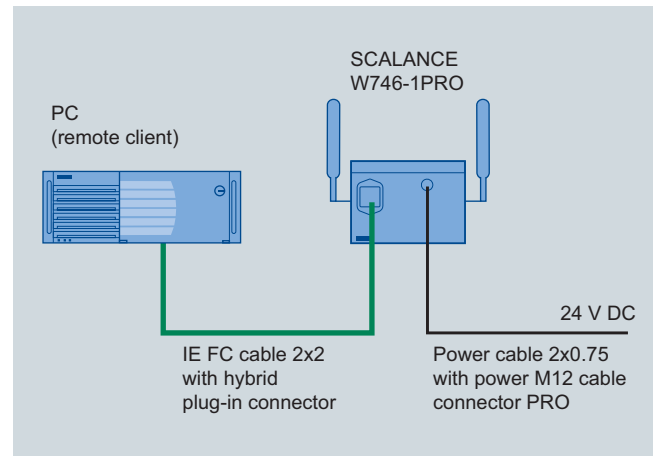 SCALANCE
W746-1PRO
PC
(remote client)
24 V DC
IE FC cable 2x2
with hybrid
plug-in connector
Power cable 2x0.75
with power M12 cable
connector PRO